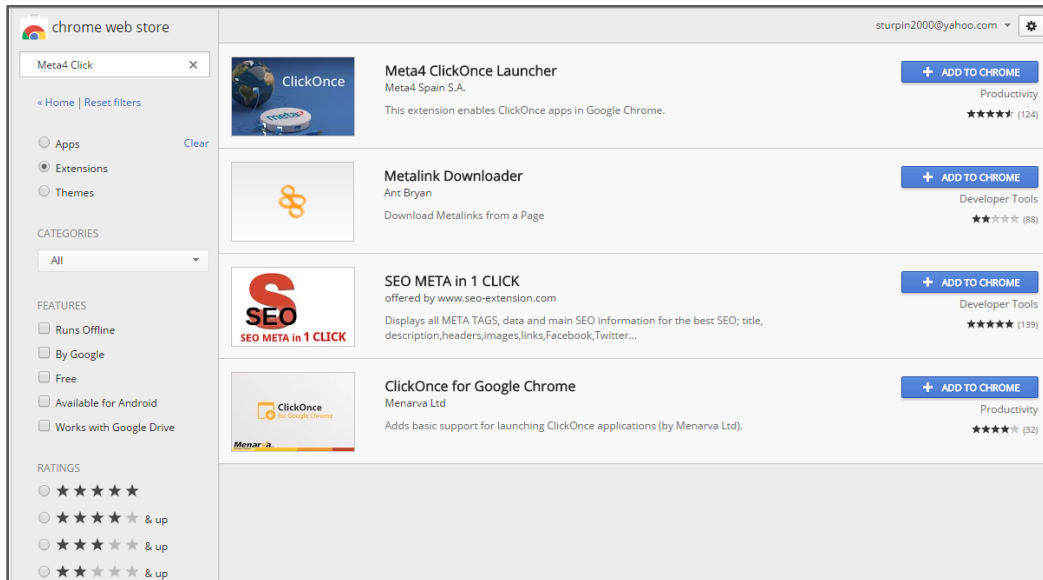 chrome web store
sturpin2000@yahoo.com
Meta4 Click
« Home | Reset filters
Apps
Clear
Extensions
Themes
CATEGORIES
All
FEATURES
Runs Offline
By Google
Free
Available for Android
Works with Google Drive
RATINGS
& up
& up
& up
ClickOnce
meta4
Meta4 ClickOnce Launcher
Meta4 Spain S.A.
This extension enables ClickOnce apps in Google Chrome.
+ ADD TO CHROME
Productivity
(124)
Metalink Downloader
Ant Bryan
Download Metalinks from a Page
+ ADD TO CHROME
Developer Tools
(88)
S
SEO
SEO META in 1 CLICK
SEO META in 1 CLICK
offered by www.seo-extension.com
Displays all META TAGS, data and main SEO information for the best SEO; title,
description,headers,images,links,Facebook,Twitter...
+ ADD TO CHROME
Developer Tools
(139)
ClickOnce
for Google Chrome
Menarva
ClickOnce for Google Chrome
Menarva Ltd
Adds basic support for launching ClickOnce applications (by Menarva Ltd).
+ ADD TO CHROME
Productivity
(32)